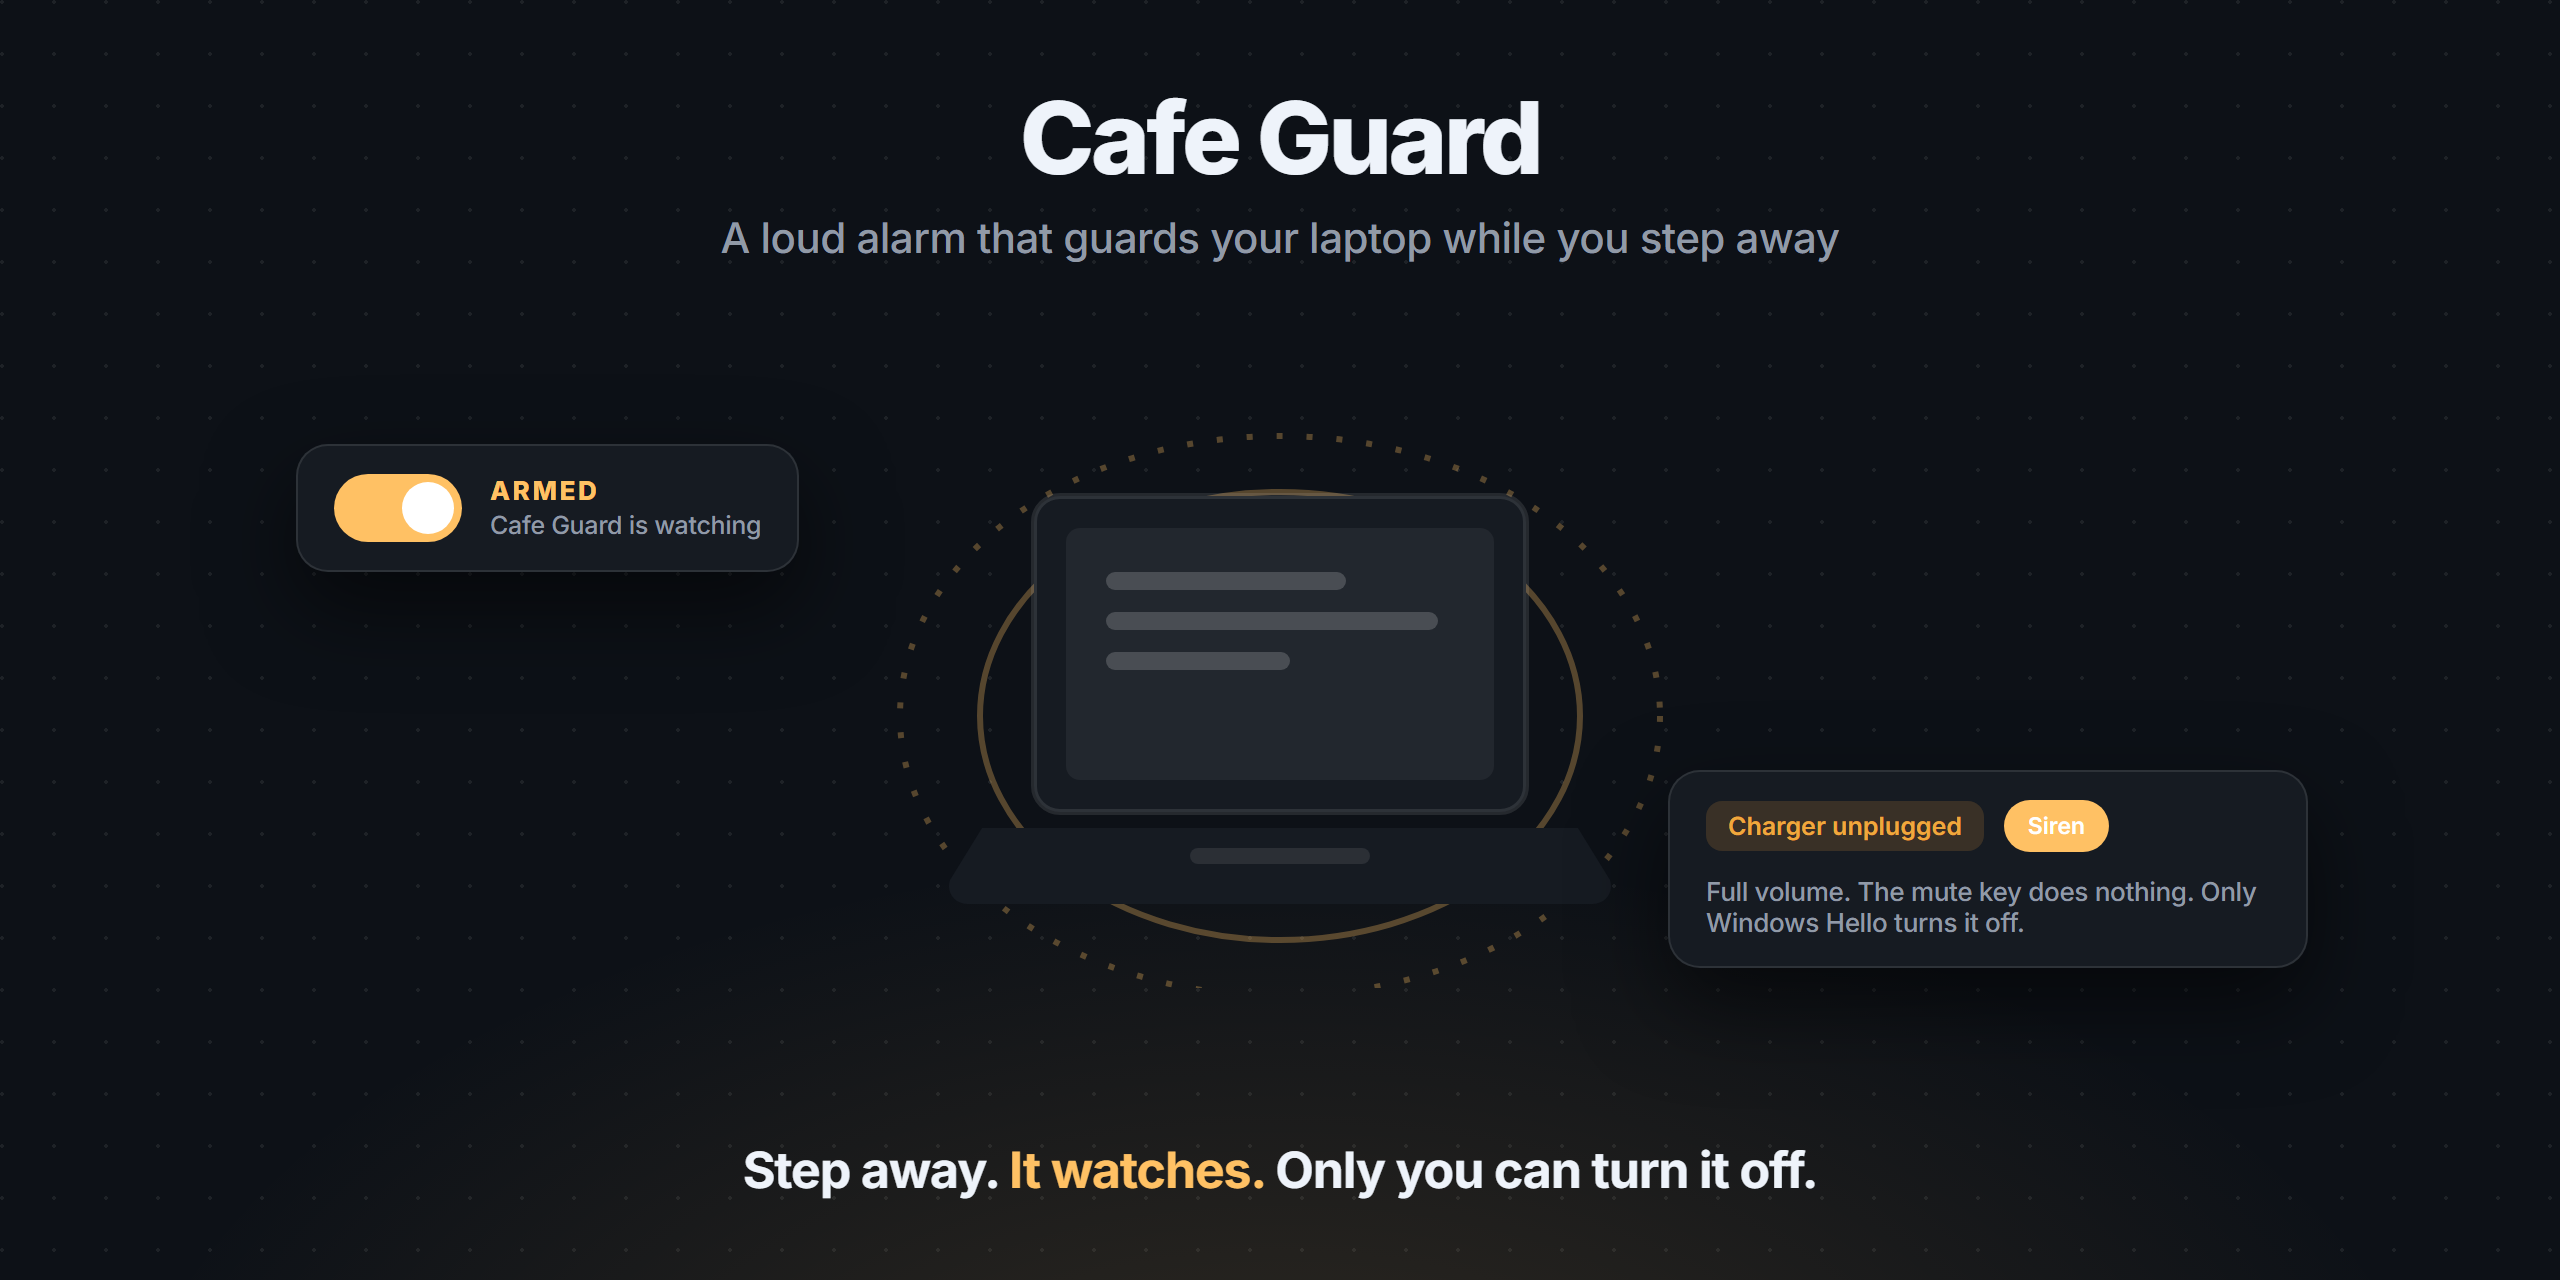 Cafe Guard
A loud alarm that guards your laptop while you step away
ARMED
Cafe Guard is watching
Charger unplugged
Siren
Full volume. The mute key does nothing. Only
Windows Hello turns it off.
Step away. It watches. Only you can turn it off.